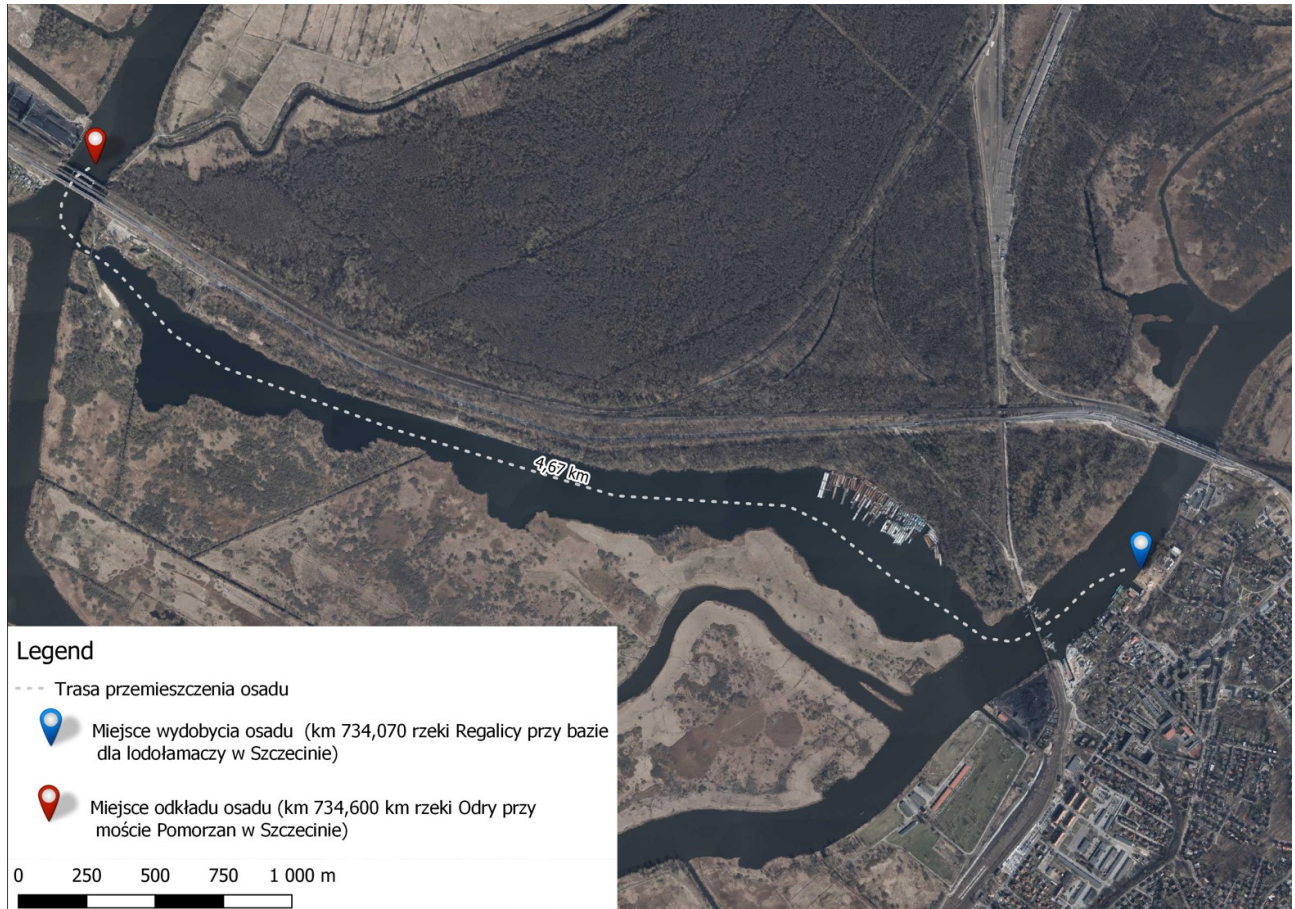 4,67 km
Legend
Trasa przemieszczenia osadu
Miejsce wydobycia osadu (km 734,070 rzeki Regalicy przy bazie
dla lodołamaczy w Szczecinie)
Miejsce odkładu osadu (km 734,600 km rzeki Odry przy
moście Pomorzan w Szczecinie)
0 250 500 750 1 000 m